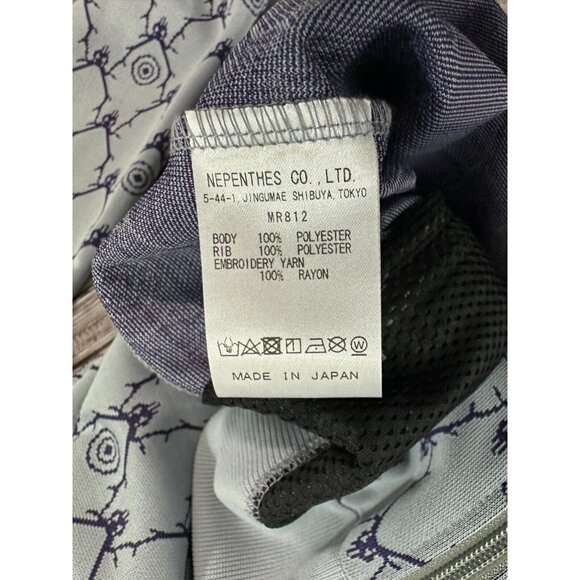 NEPENTHES CO.,LTD.
5-44-1, JINGUMAE SHIBUYA, TOKYO
MR812
BODY 100% POLYESTER
RIB 100% POLYESTER
EMBROIDERY YARN
100% RAYON
MADE IN JAPAN